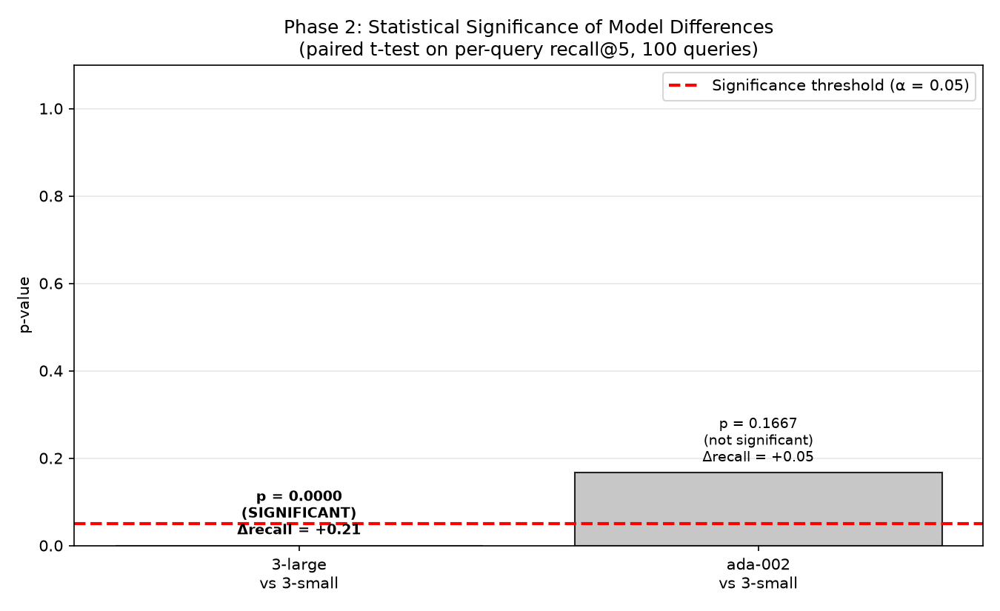 Phase 2: Statistical Significance of Model Differences
(paired t-test on per-query recall@5, 100 queries)
Significance threshold (α = 0.05)
p-value
1.0
0.8
0.6
0.4
0.2
0.0
p = 0.0000
(SIGNIFICANT)
Δrecall = +0.21
p = 0.1667
(not significant)
Δrecall = +0.05
3-large
vs 3-small
ada-002
vs 3-small